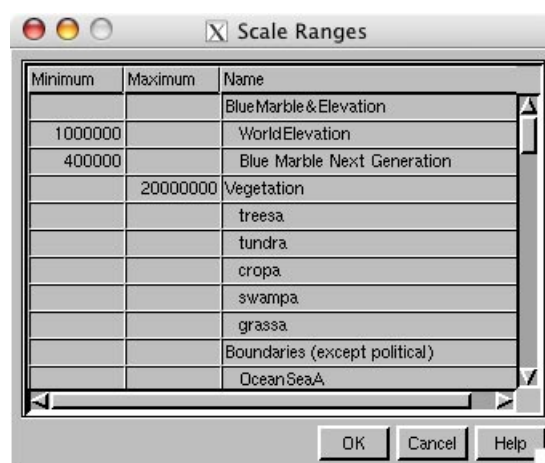 X Scale Ranges
Minimum Maximum Name
BlueMarble&Elevation
1000000 WorldElevation
400000 Blue Marble Next Generation
20000000 Vegetation
treesa
tundra
cropa
swampa
grassa
Boundaries (except political)
OceanSeaA
OK Cancel Help